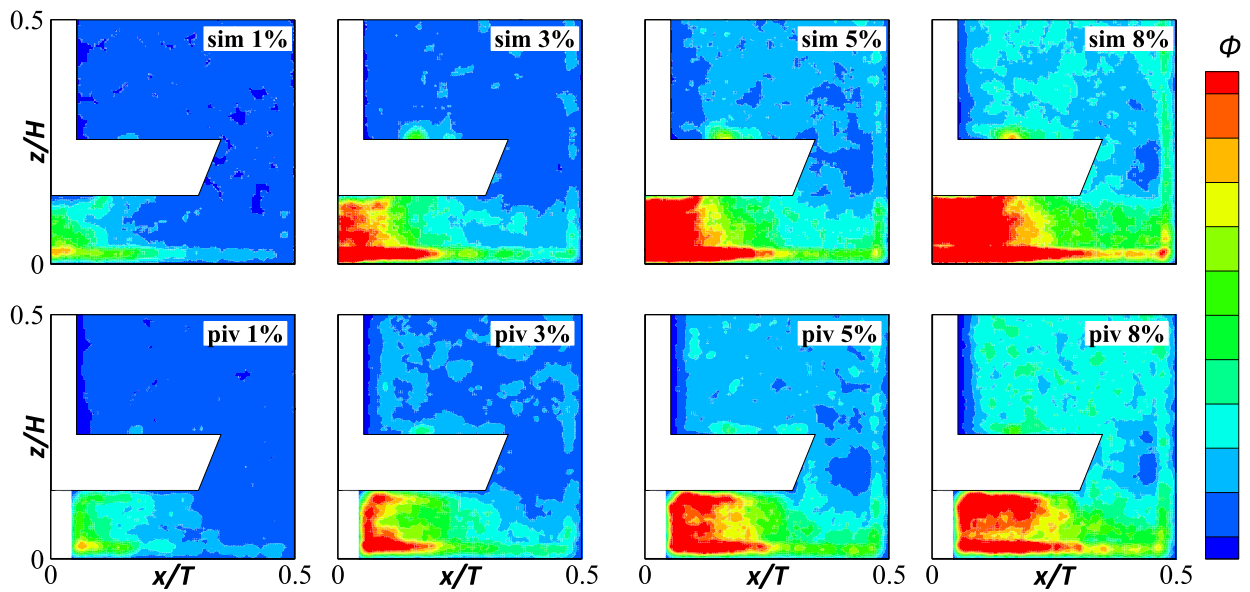 0.5 sim 1% sim 3% sim 5% sim 8% Φ
z/H
0
0.5 piv 1% piv 3% piv 5% piv 8%
z/H
0
0 x/T 0.5 0 x/T 0.5 0 x/T 0.5 0 x/T 0.5